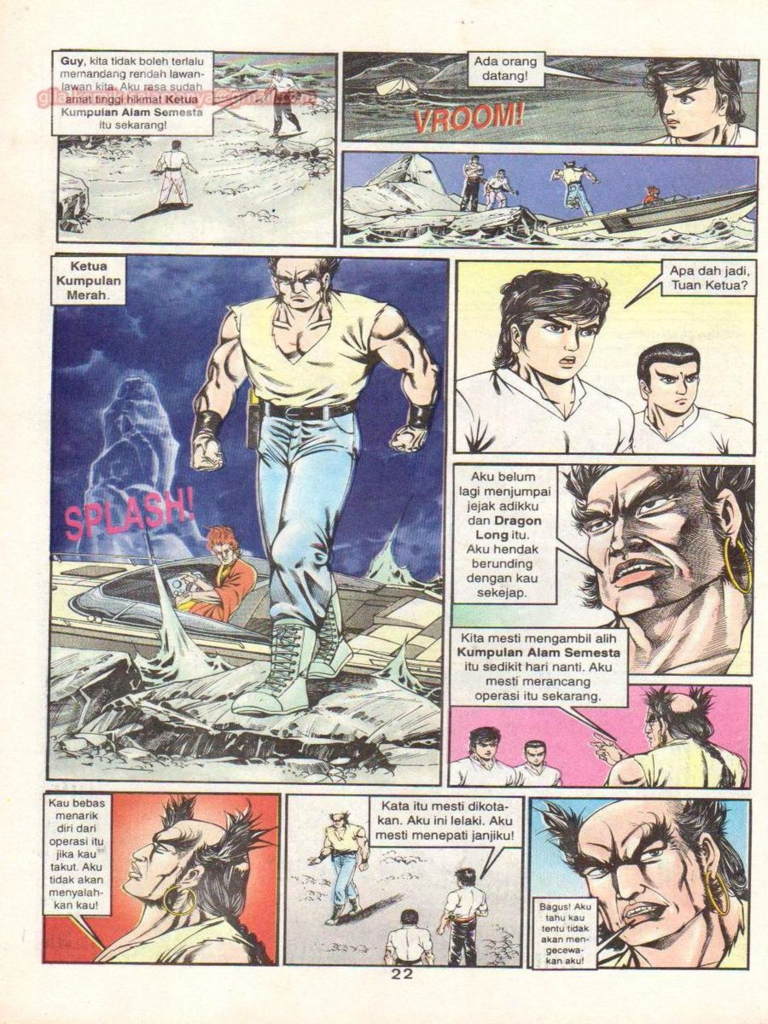 Guy, kita tidak boleh terlalu
memandang rendah lawan-
lawan kita. Aku rasa sudah
amat tinggi hikmat Ketua
Kumpulan Alam Semesta
itu sekarang!
Ada orang
datang!
VROOM!
Ketua
Kumpulan
Merah.
SPLASH!
Apa dah jadi,
Tuan Ketua?
Aku belum
lagi menjumpai
jejak adikku
dan Dragon
Long itu.
Aku hendak
berunding
dengan kau
sekejap.
Kita mesti mengambil alih
Kumpulan Alam Semesta
itu sedikit hari nanti. Aku
mesti merancang
operasi itu sekarang.
Kau bebas
menarik
diri dari
operasi itu
jika kau
takut. Aku
tidak akan
menyalah-
kan kau!
Kata itu mesti dikota-
kan. Aku ini lelaki. Aku
mesti menepati janjiku!
Bagus! Aku
tahu kau
tentu tidak
akan men-
gecewa-
kan aku!
22